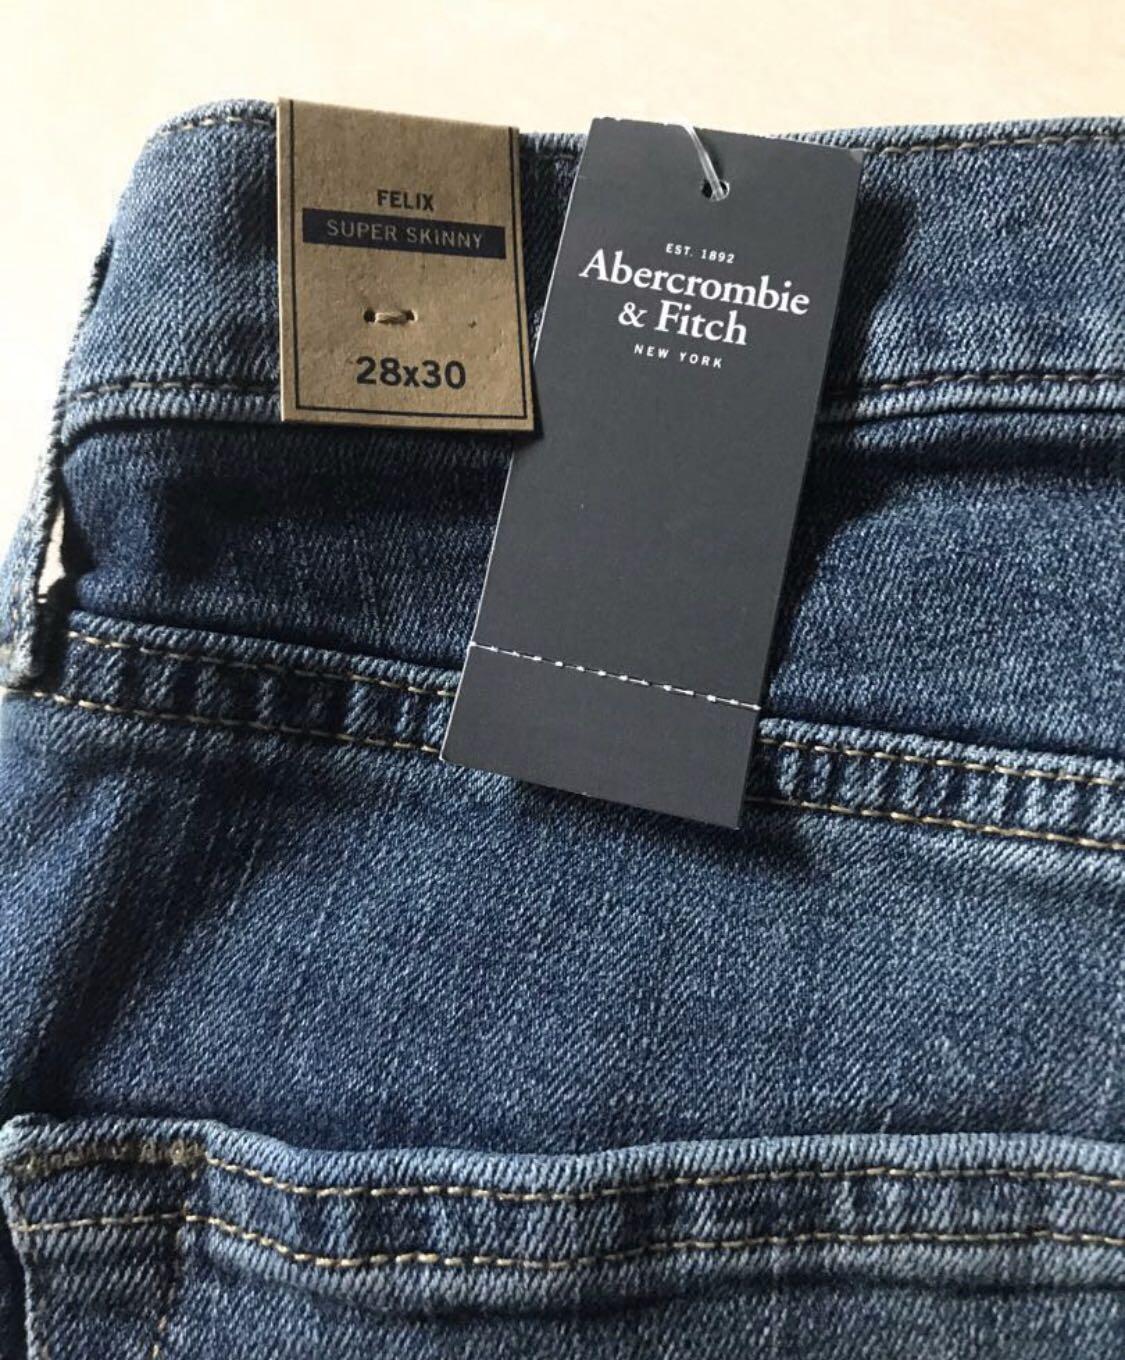 FELIX
SUPER SKINNY
28x30
EST. 1892
Abercrombie
& Fitch
NEW YORK